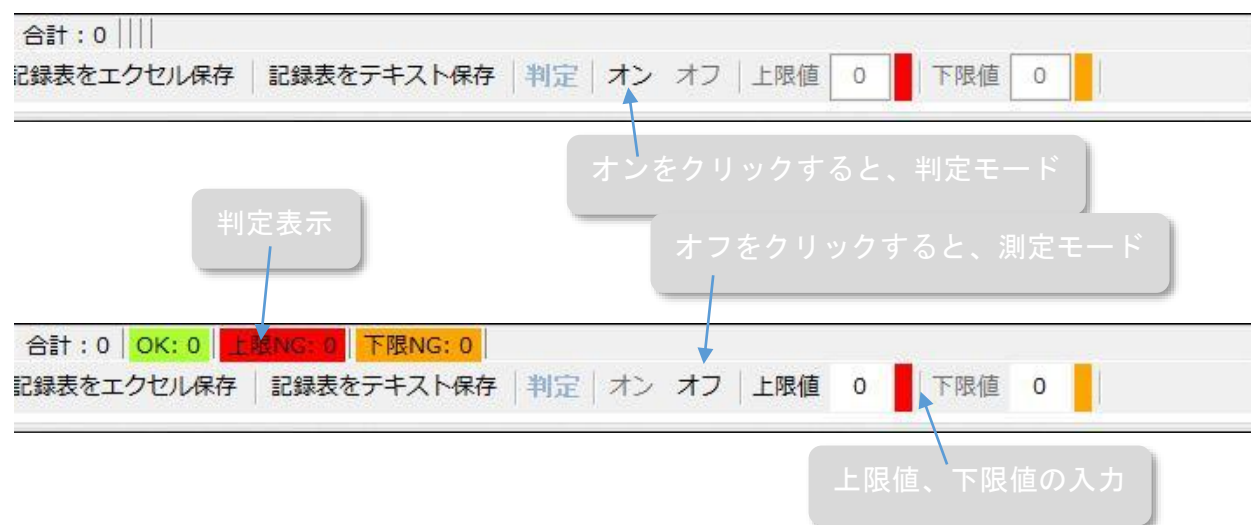 合計：0
記録表をエクセル保存 記録表をテキスト保存 判定 オン オフ 上限値 0 下限値 0
オンをクリックすると、判定モード
判定表示
オフをクリックすると、測定モード
合計：0 OK: 0 上限NG: 0 下限NG: 0
記録表をエクセル保存 記録表をテキスト保存 判定 オン オフ 上限値 0 下限値 0
上限値、下限値の入力